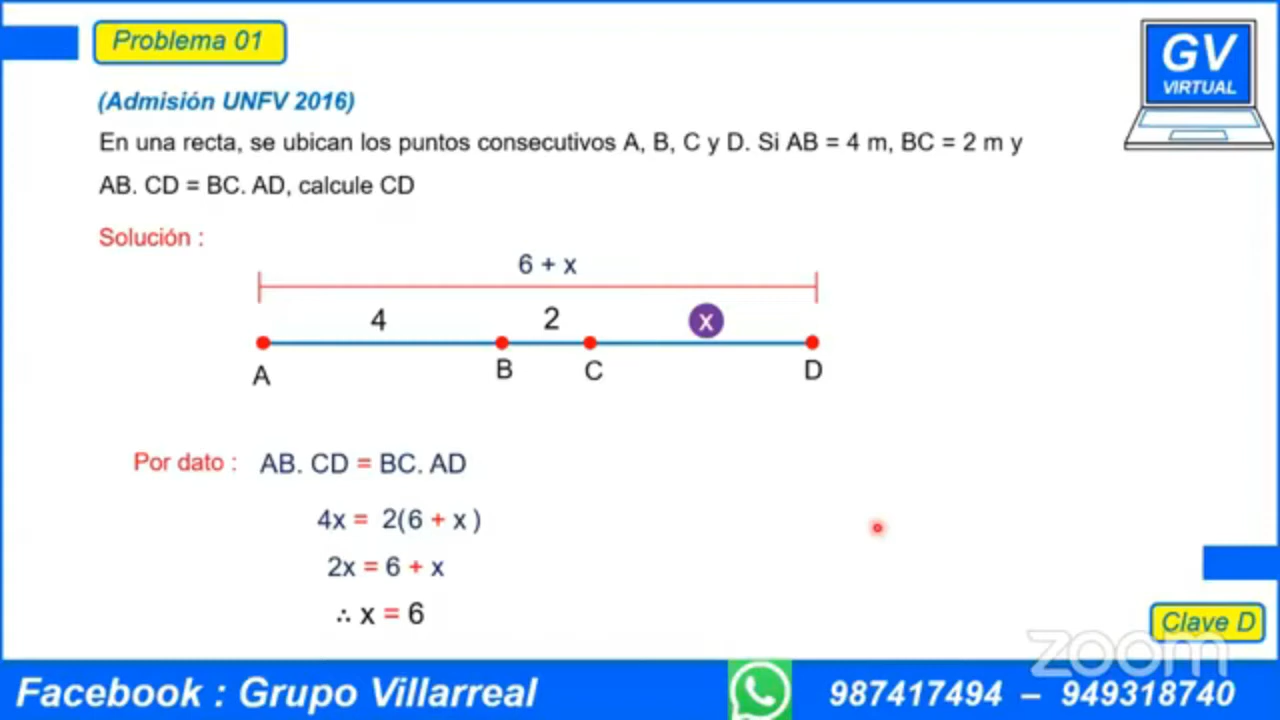 Problema 01
GV
VIRTUAL
(Admisión UNFV 2016)
En una recta, se ubican los puntos consecutivos A, B, C y D. Si AB = 4 m, BC = 2 m y
AB. CD = BC. AD, calcule CD
Solución :
6 + x
4 2 x
A B C D
Por dato : AB. CD = BC. AD
4x = 2(6 + x )
2x = 6 + x
∴ x = 6
Clave D
zoom
Facebook : Grupo Villarreal 987417494 – 949318740